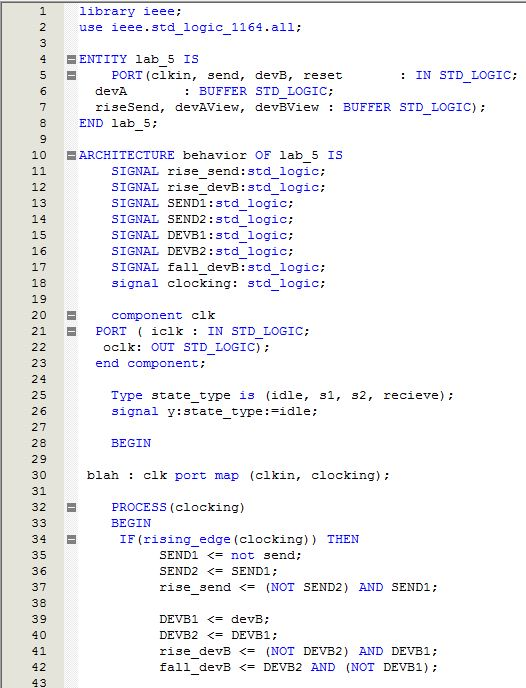 1 library ieee;
2 use ieee.std_logic_1164.all;
3
4 ENTITY lab_5 IS
5 PORT(clkin, send, devB, reset : IN STD_LOGIC;
6 devA : BUFFER STD_LOGIC;
7 riseSend, devAView, devBView : BUFFER STD_LOGIC);
8 END lab_5;
9
10 ARCHITECTURE behavior OF lab_5 IS
11 SIGNAL rise_send:std_logic;
12 SIGNAL rise_devB:std_logic;
13 SIGNAL SEND1:std_logic;
14 SIGNAL SEND2:std_logic;
15 SIGNAL DEVB1:std_logic;
16 SIGNAL DEVB2:std_logic;
17 SIGNAL fall_devB:std_logic;
18 signal clocking: std_logic;
19
20 component clk
21 PORT ( iclk : IN STD_LOGIC;
22 oclk: OUT STD_LOGIC);
23 end component;
24
25 Type state_type is (idle, s1, s2, recieve);
26 signal y:state_type:=idle;
27
28 BEGIN
29
30 blah : clk port map (clkin, clocking);
31
32 PROCESS(clocking)
33 BEGIN
34 IF(rising_edge(clocking)) THEN
35 SEND1 <= not send;
36 SEND2 <= SEND1;
37 rise_send <= (NOT SEND2) AND SEND1;
38
39 DEVB1 <= devB;
40 DEVB2 <= DEVB1;
41 rise_devB <= (NOT DEVB2) AND DEVB1;
42 fall_devB <= DEVB2 AND (NOT DEVB1);
43